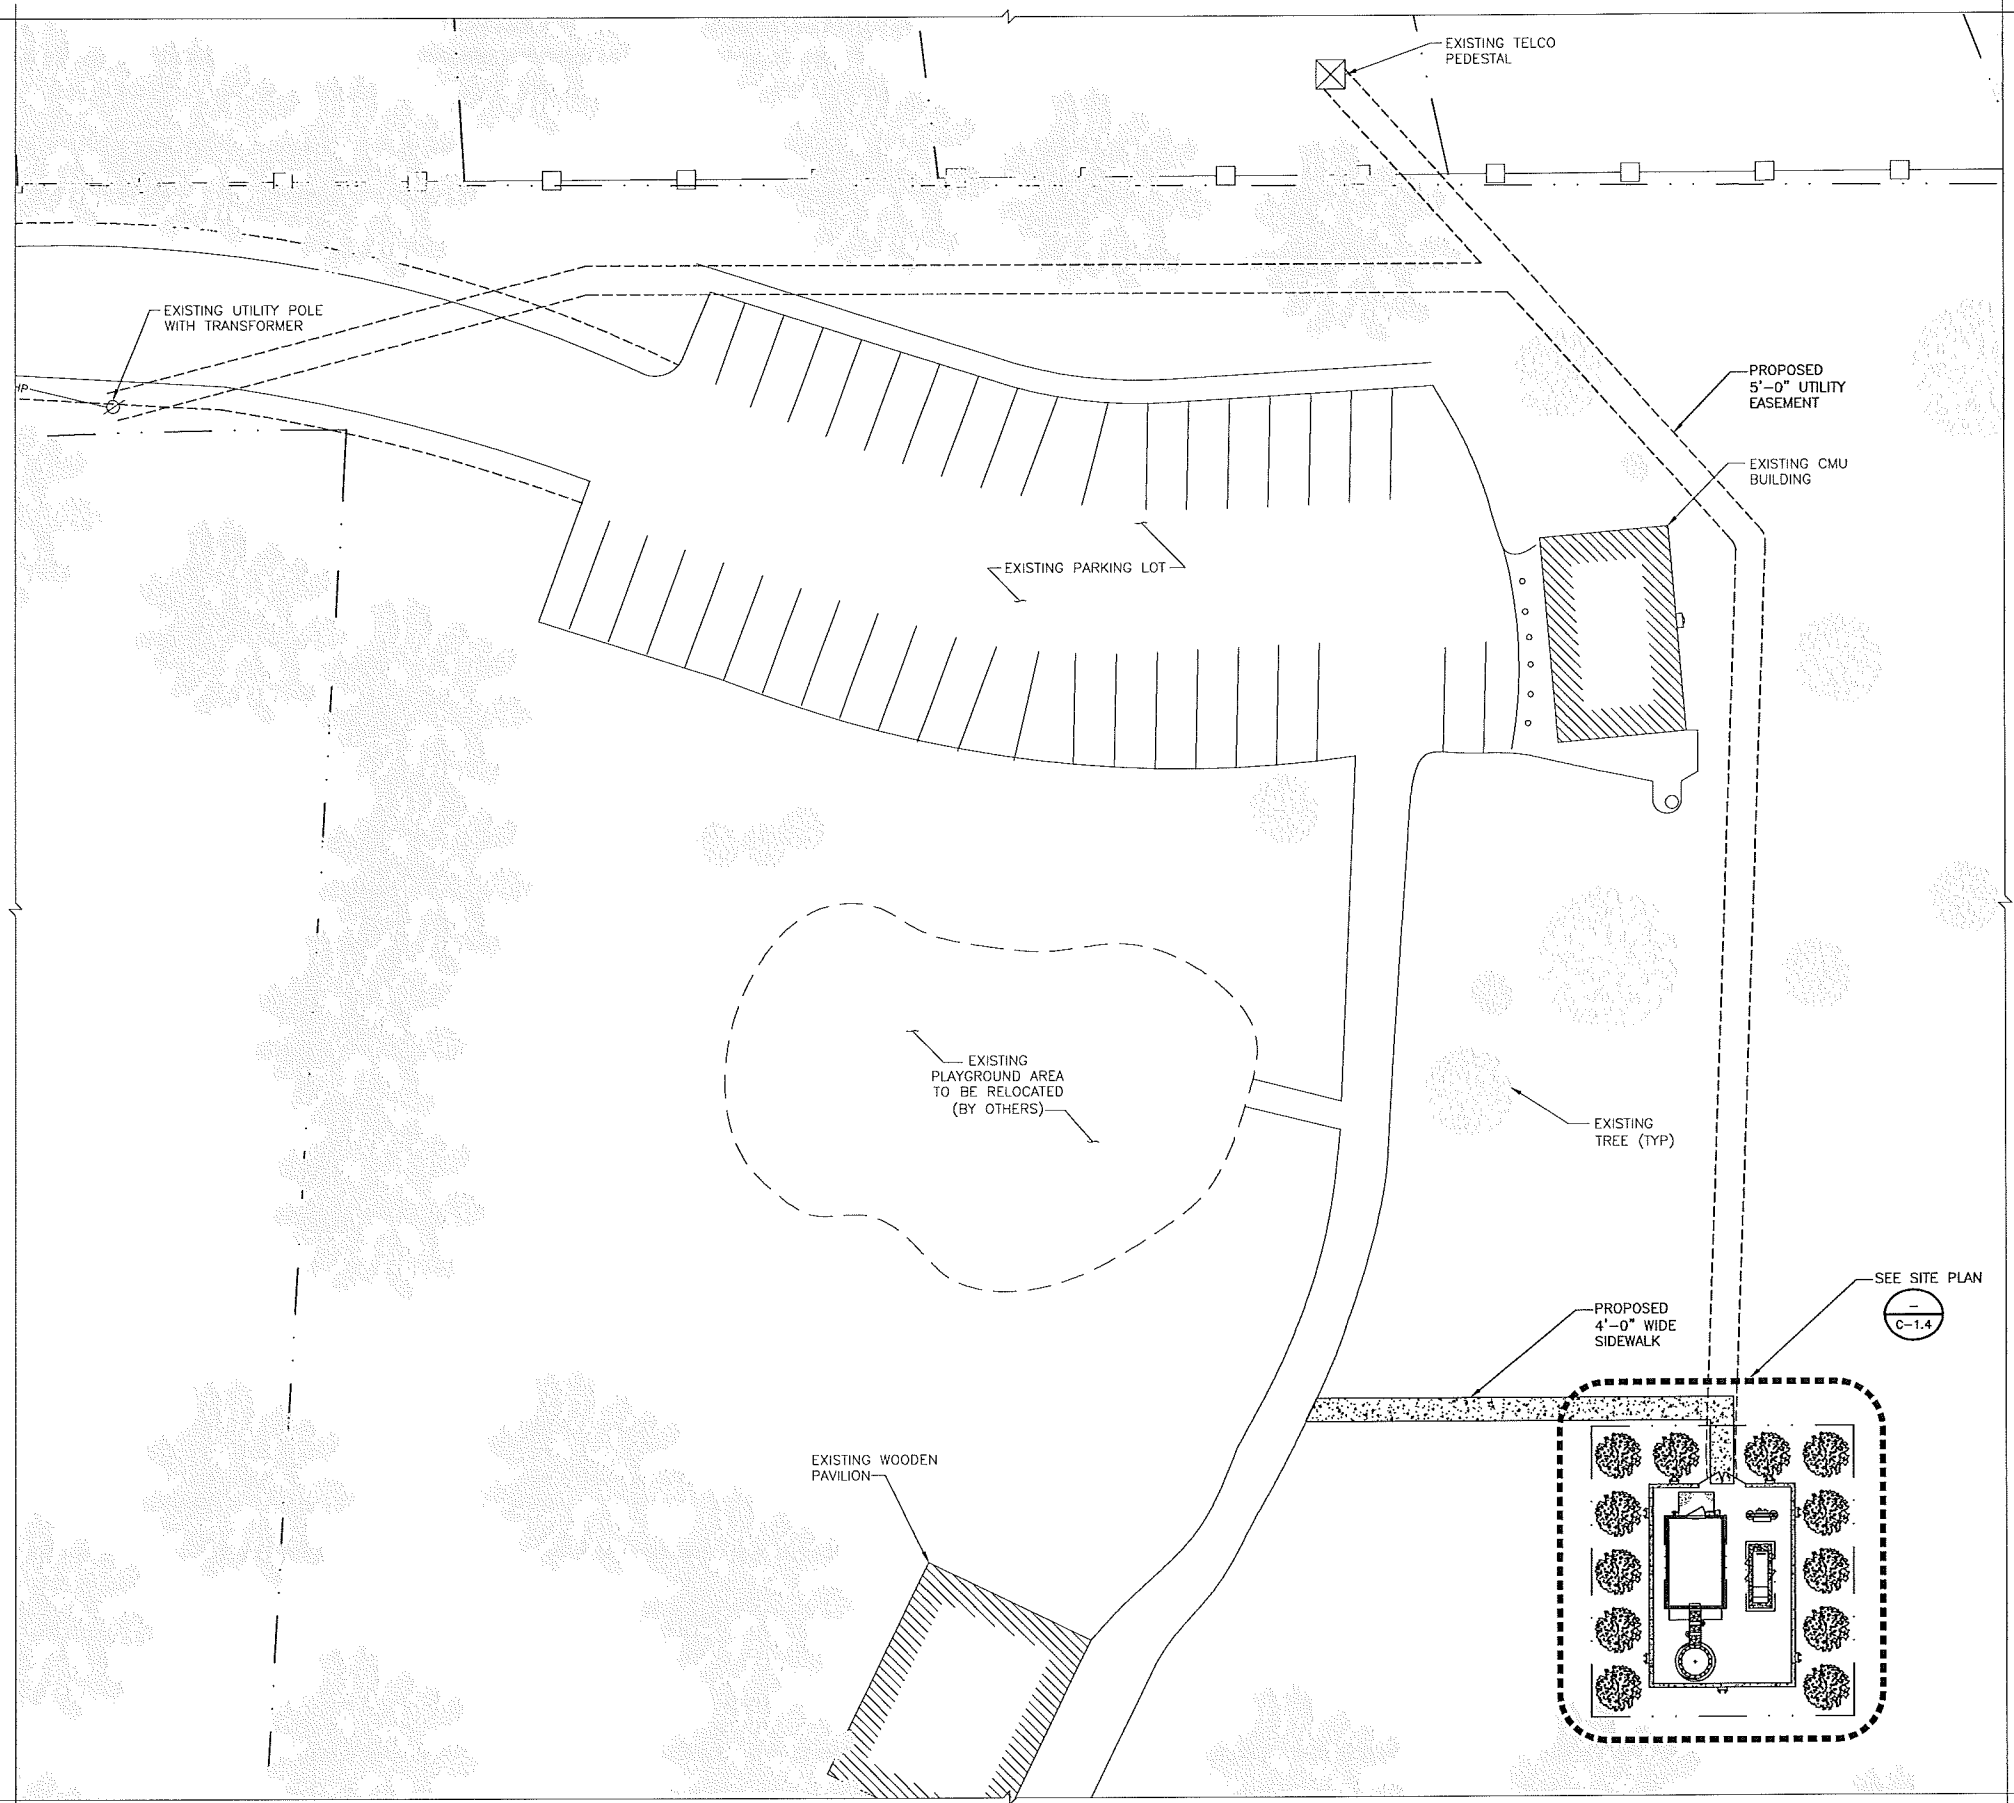 EXISTING TELCO
PEDESTAL
EXISTING UTILITY POLE
WITH TRANSFORMER
PROPOSED
5'-0" UTILITY
EASEMENT
EXISTING CMU
BUILDING
EXISTING PARKING LOT
EXISTING
PLAYGROUND AREA
TO BE RELOCATED
(BY OTHERS)
EXISTING
TREE (TYP)
SEE SITE PLAN
-
C-1.4
PROPOSED
4'-0" WIDE
SIDEWALK
EXISTING WOODEN
PAVILION